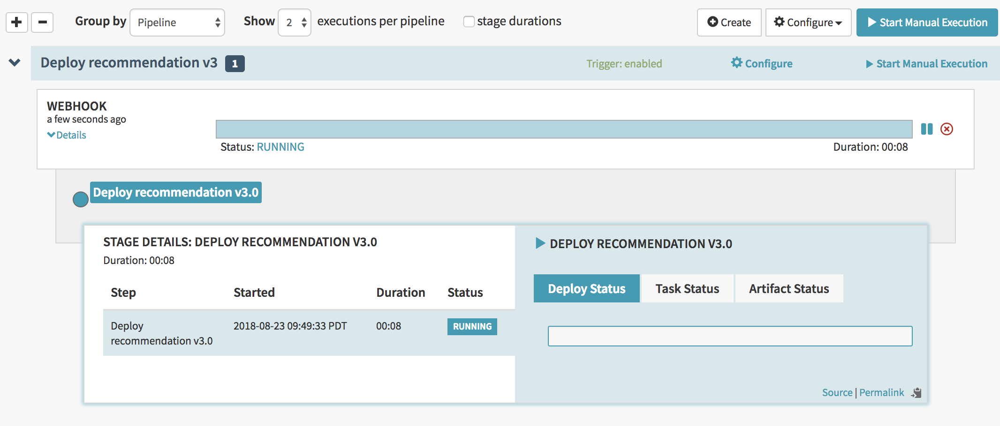 Group by Pipeline Show 2 executions per pipeline stage durations Create Configure Start Manual Execution
Deploy recommendation v3 1 Trigger: enabled Configure Start Manual Execution
WEBHOOK
a few seconds ago
Details
Status: RUNNING Duration: 00:08
Deploy recommendation v3.0
STAGE DETAILS: DEPLOY RECOMMENDATION V3.0
Duration: 00:08
Step Started Duration Status
Deploy 2018-08-23 09:49:33 PDT 00:08 RUNNING
recommendation v3.0
DEPLOY RECOMMENDATION V3.0
Deploy Status Task Status Artifact Status
Source | Permalink